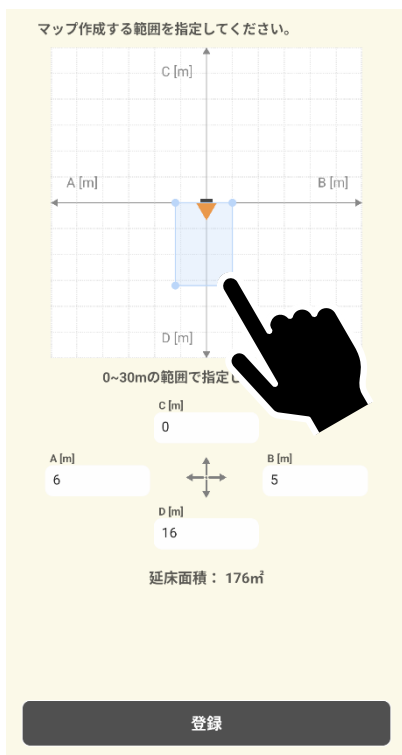 マップ作成する範囲を指定してください。
C [m]
A [m]
B [m]
D [m]
0~30mの範囲で指定し
C [m]
0
A [m]
B [m]
6
5
D [m]
16
延床面積： 176㎡
登録